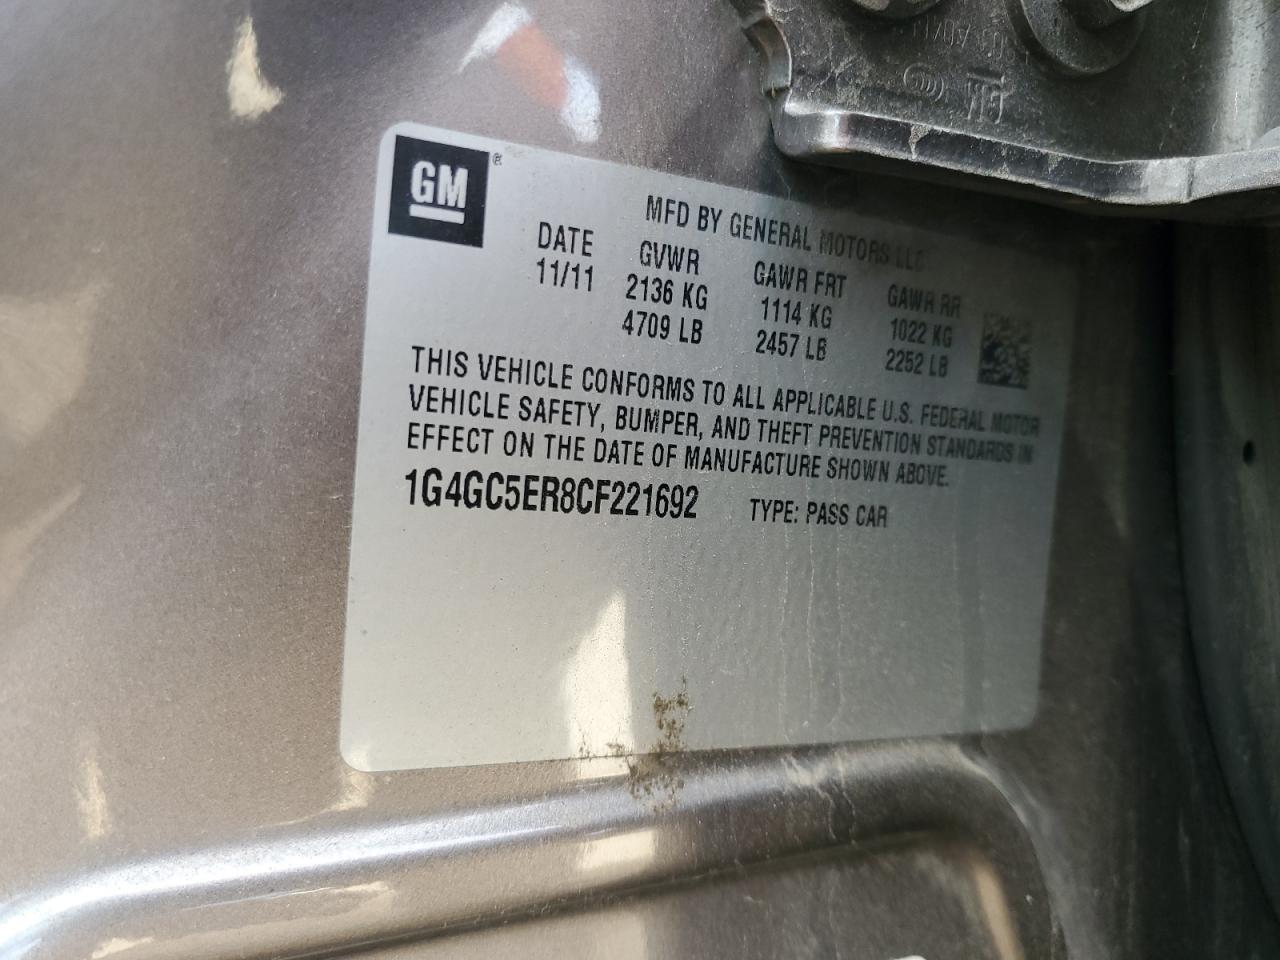 GM®
MFD BY GENERAL MOTORS LLC
DATE GVWR GAWR FRT GAWR RR
11/11 2136 KG 1114 KG 1022 KG
4709 LB 2457 LB 2252 LB
THIS VEHICLE CONFORMS TO ALL APPLICABLE U.S. FEDERAL MOTOR
VEHICLE SAFETY, BUMPER, AND THEFT PREVENTION STANDARDS IN
EFFECT ON THE DATE OF MANUFACTURE SHOWN ABOVE.
1G4GC5ER8CF221692 TYPE: PASS CAR